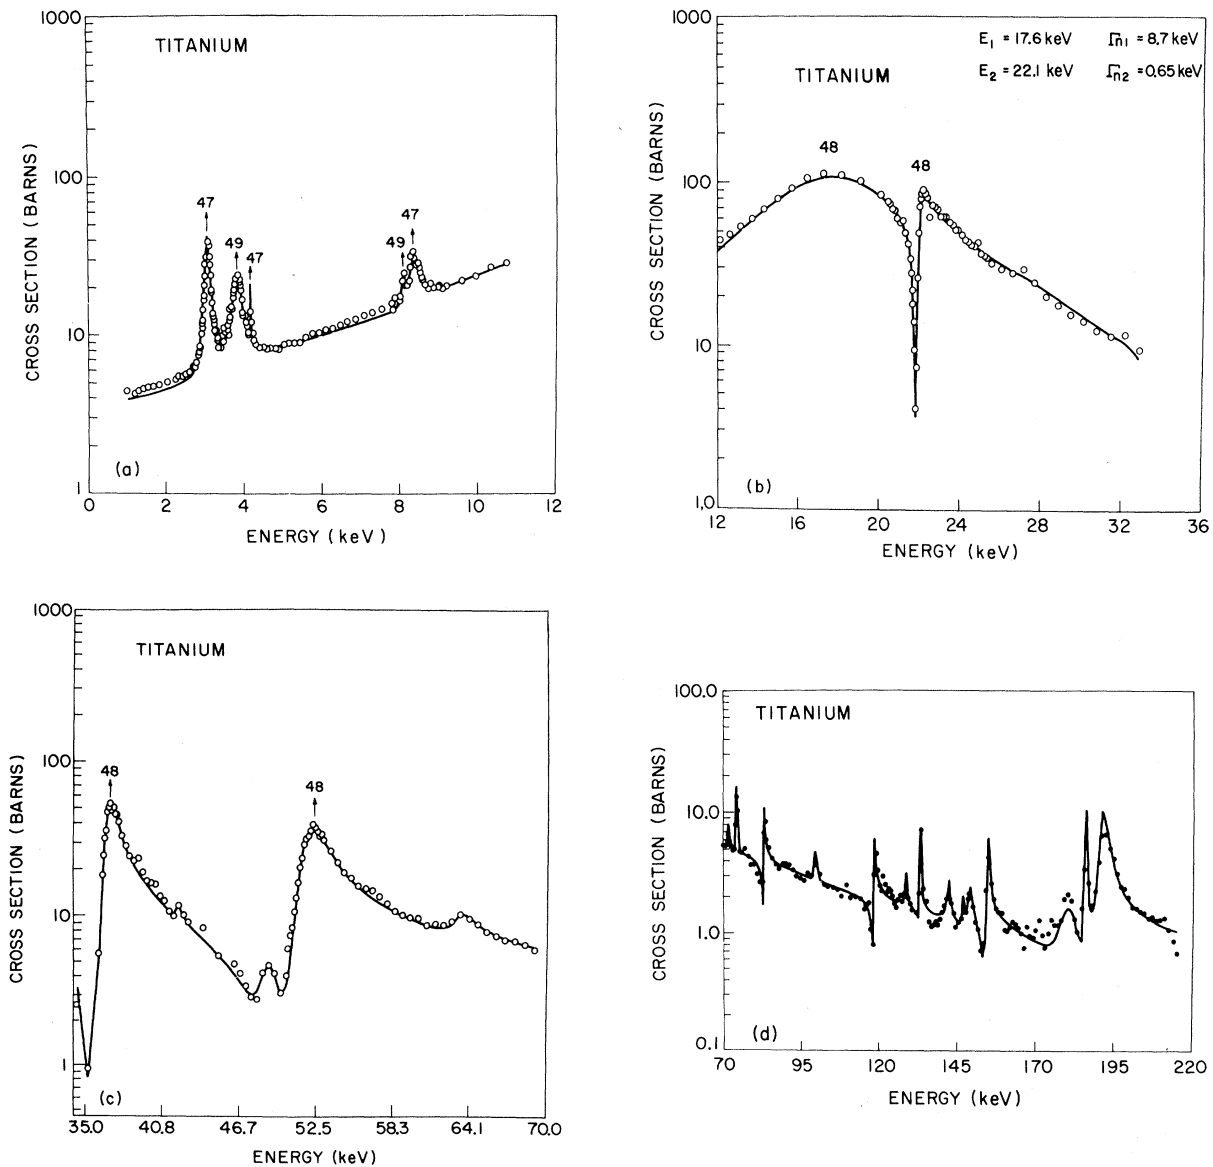 1000
TITANIUM
100
10
1
CROSS SECTION (BARNS)
47
49
47
49
47
(a)
0 2 4 6 8 10 12
ENERGY (keV)
1000
E1 = 17.6 keV Γn1 = 8.7 keV
E2 = 22.1 keV Γn2 = 0.65 keV
TITANIUM
100
10
1,0
CROSS SECTION (BARNS)
48
48
(b)
12 16 20 24 28 32 36
ENERGY (keV)
1000
TITANIUM
100
10
1
CROSS SECTION (BARNS)
48
48
(c)
35.0 40.8 46.7 52.5 58.3 64.1 70.0
ENERGY (keV)
100.0
TITANIUM
10.0
1.0
0.1
CROSS SECTION (BARNS)
(d)
70 95 120 145 170 195 220
ENERGY (keV)